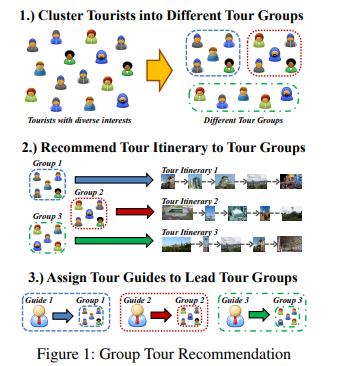 1.) Cluster Tourists into Different Tour Groups
Tourists with diverse interests
Different Tour Groups
2.) Recommend Tour Itinerary to Tour Groups
Group 1
Tour Itinerary 1
Group 2
Tour Itinerary 2
Group 3
Tour Itinerary 3
3.) Assign Tour Guides to Lead Tour Groups
Guide 1 Group 1 Guide 2 Group 2 Guide 3 Group 3
Figure 1: Group Tour Recommendation